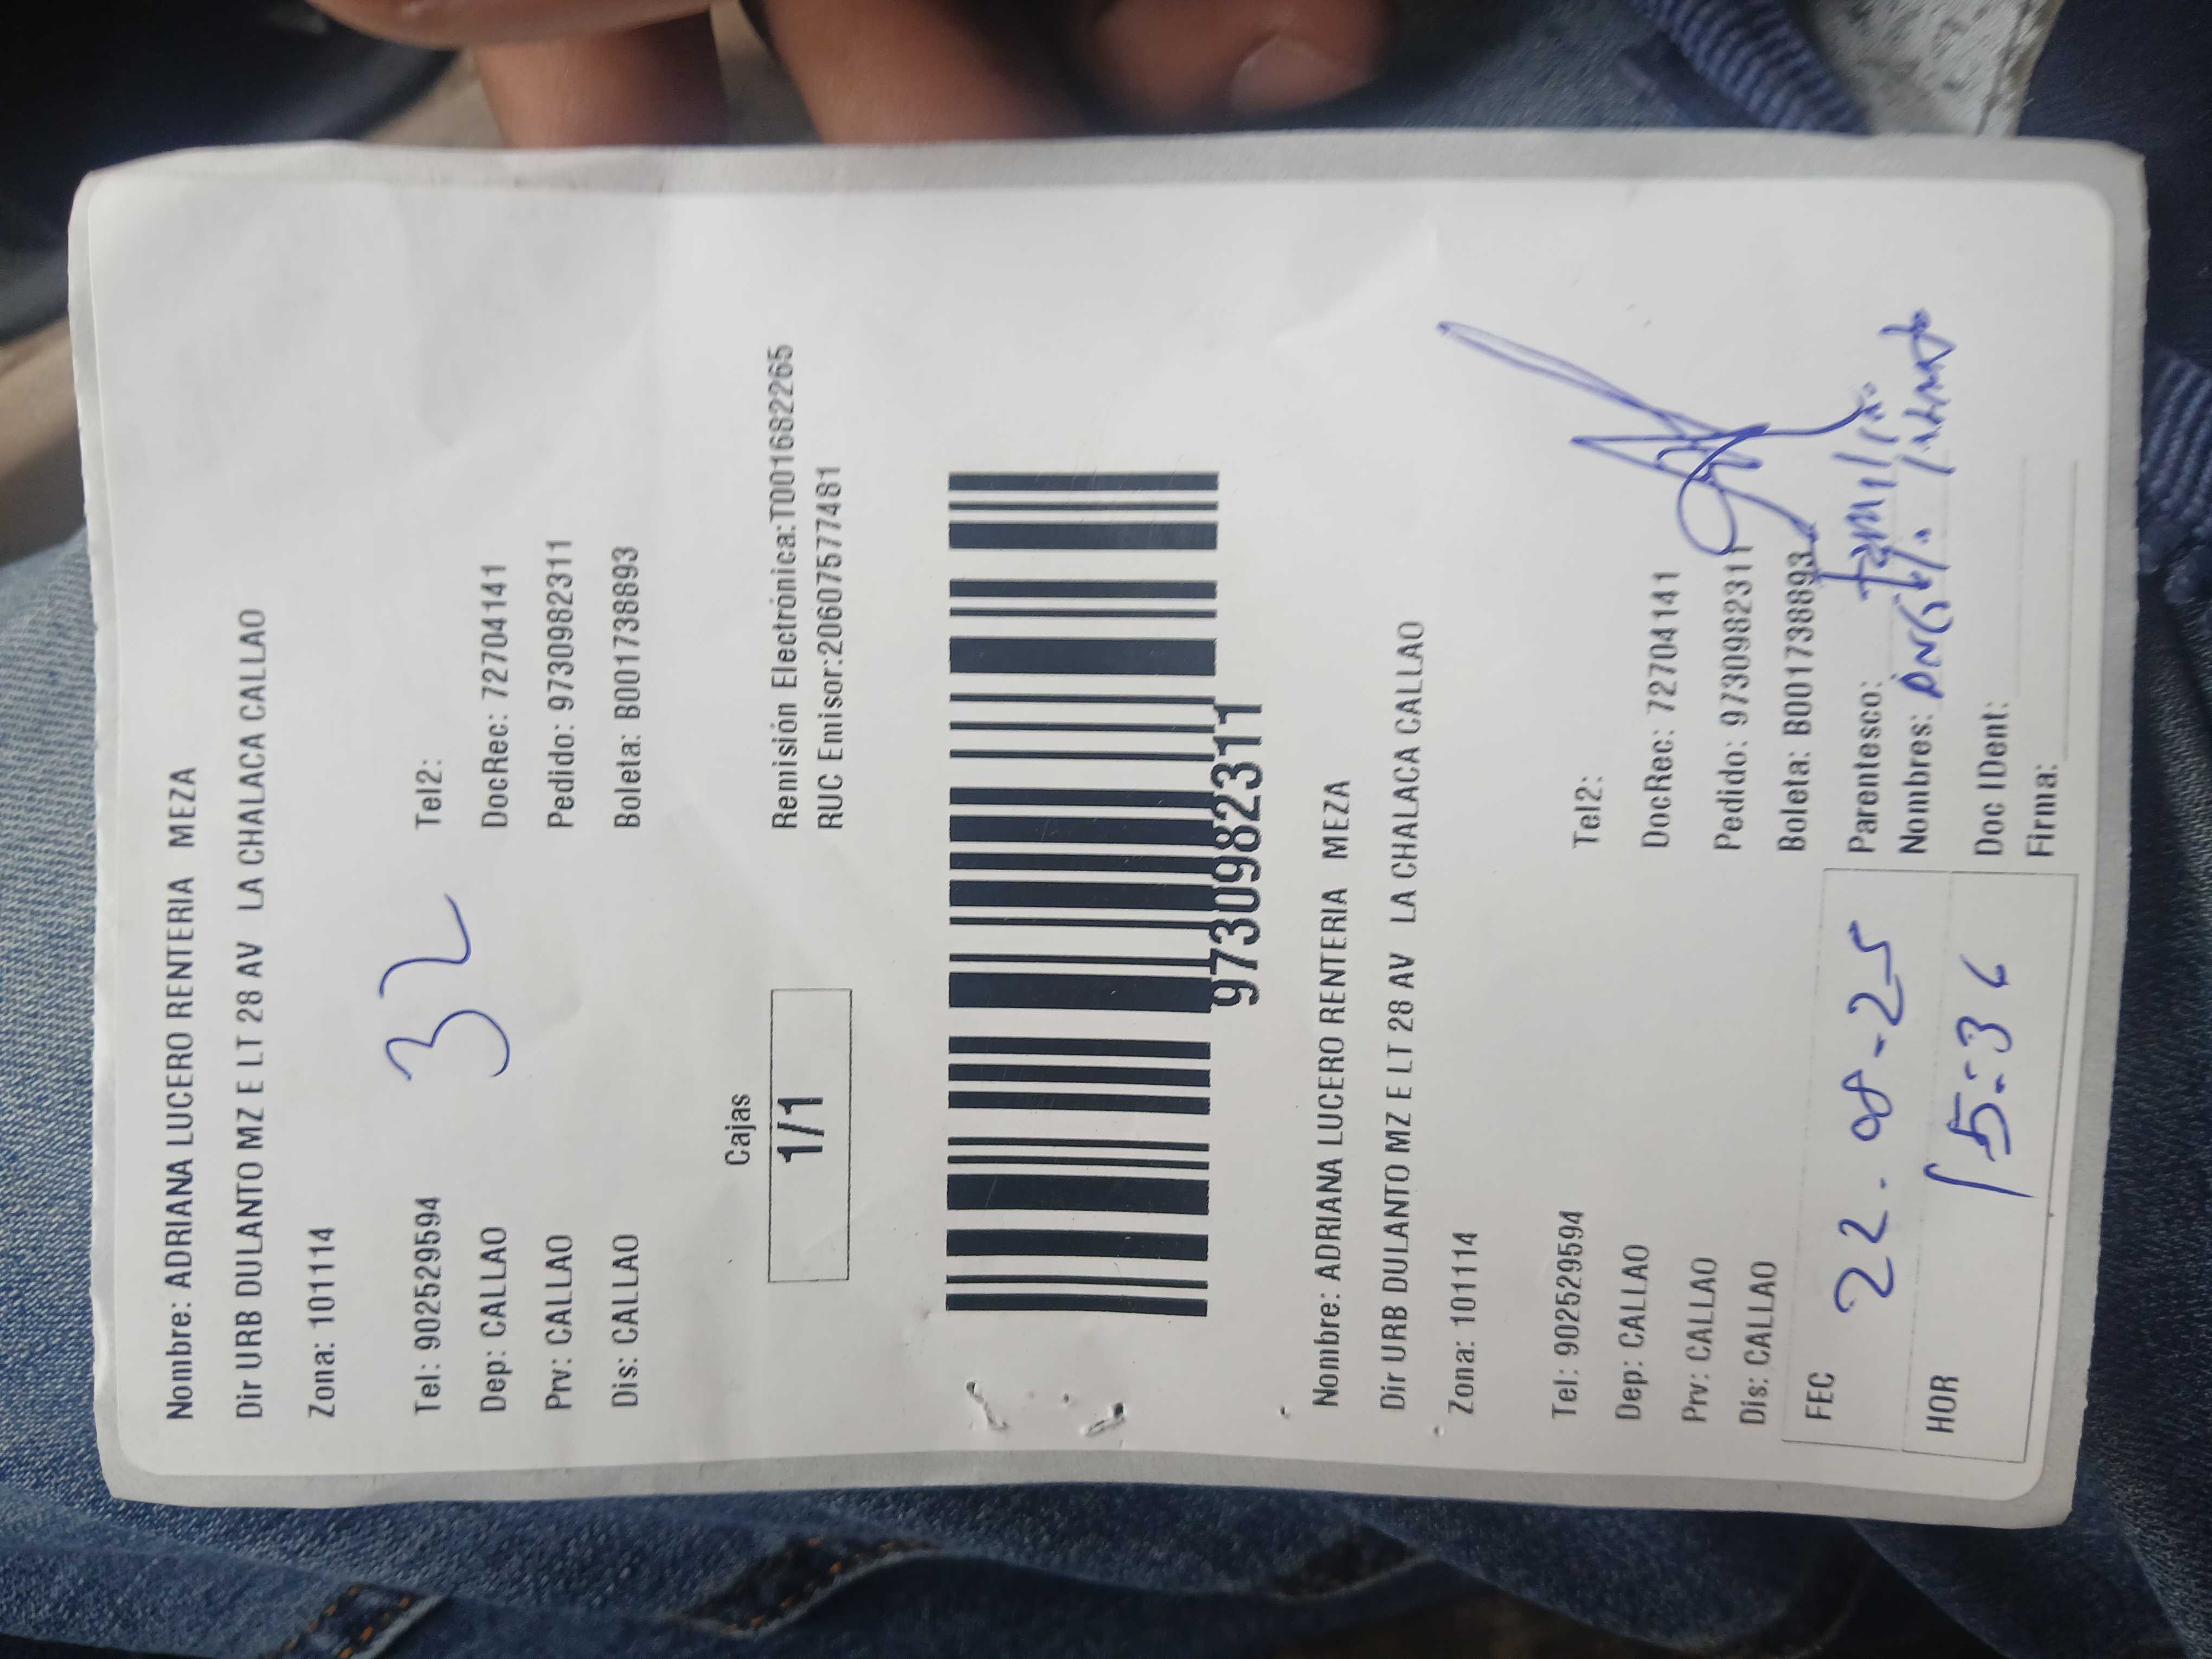 Nombre: ADRIANA LUCERO RENTERIA MEZA
Dir URB DULANTO MZ E LT 28 AV LA CHALACA CALLAO
Zona: 101114
32
Tel: 902529594 Tel2:
Dep: CALLAO DocRec: 72704141
Prv: CALLAO Pedido: 9730982311
Dis: CALLAO Boleta: B001738893
Cajas
1/1
Remisión Electrónica:T001682265
RUC Emisor:20607577481
9730982311
Nombre: ADRIANA LUCERO RENTERIA MEZA
Dir URB DULANTO MZ E LT 28 AV LA CHALACA CALLAO
Zona: 101114
Tel: 902529594 Tel2:
Dep: CALLAO DocRec: 72704141
Prv: CALLAO Pedido: 9730982311
Dis: CALLAO Boleta: B001738893
FEC 22.08-25 Parentesco:
HOR 15:36 Nombres:
Doc IDent:
Firma: